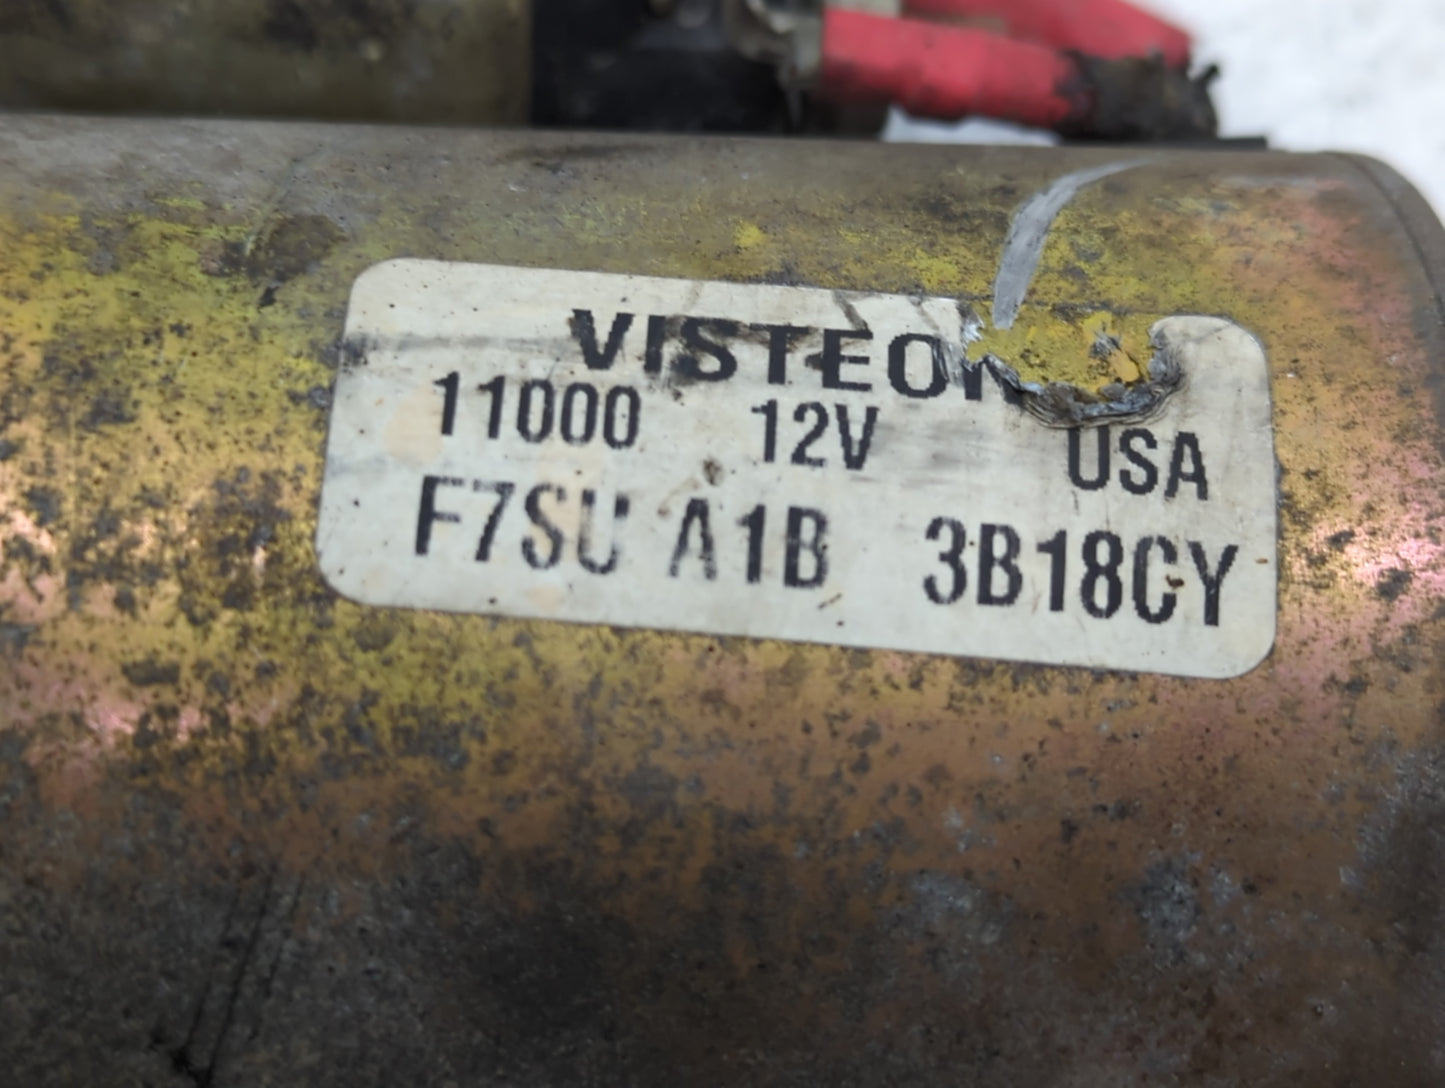 VISTEON
11000 12V USA
F7SU A1B 3B18CY